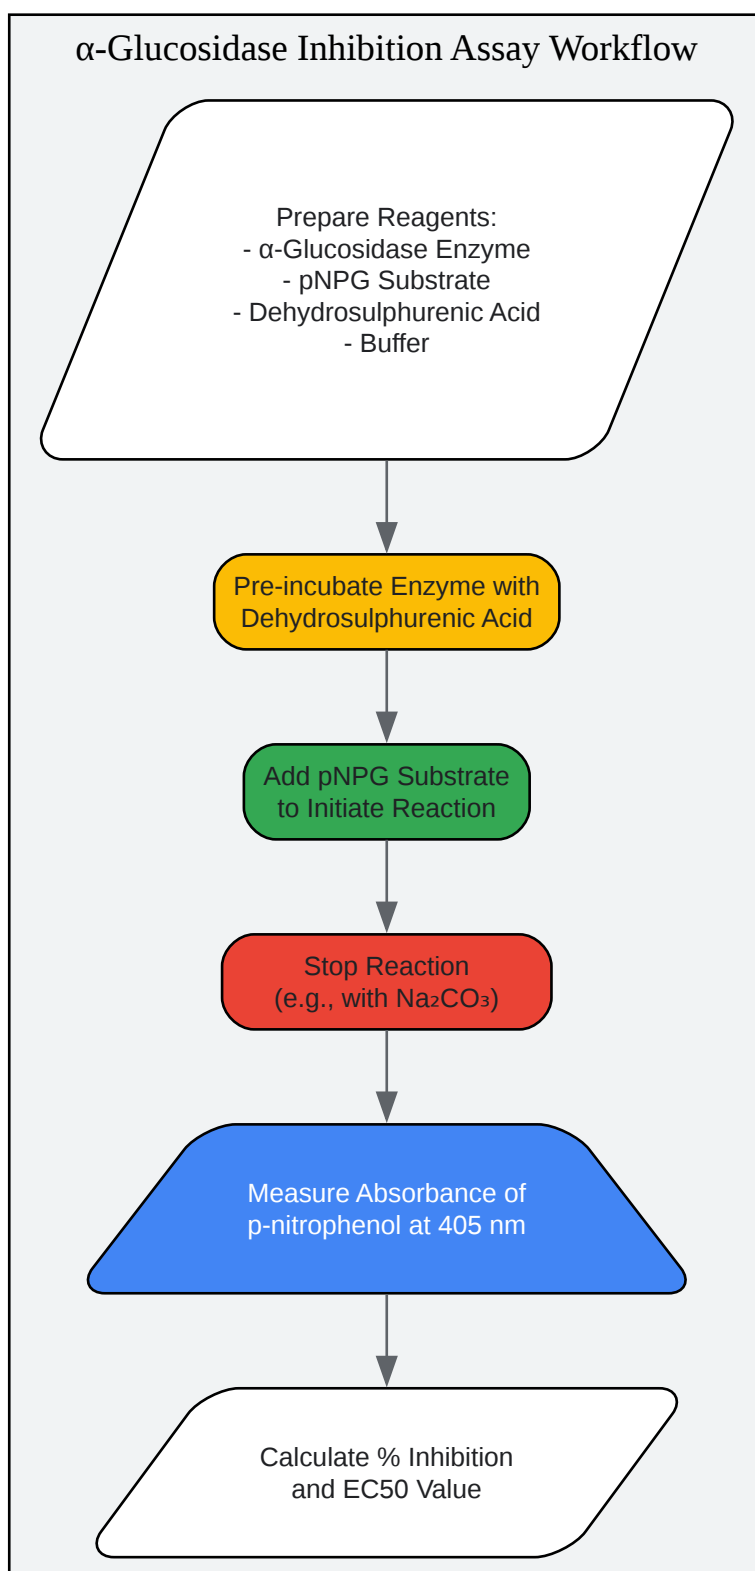 α-Glucosidase Inhibition Assay Workflow
Prepare Reagents:
- α-Glucosidase Enzyme
- pNPG Substrate
- Dehydrosulphurenic Acid
- Buffer
Pre-incubate Enzyme with
Dehydrosulphurenic Acid
Add pNPG Substrate
to Initiate Reaction
Stop Reaction
(e.g., with Na₂CO₃)
Measure Absorbance of
p-nitrophenol at 405 nm
Calculate % Inhibition
and EC50 Value